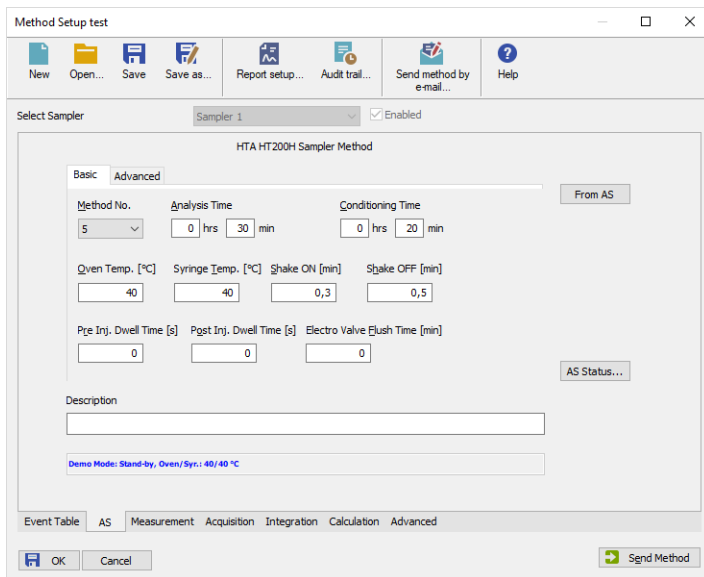 Method Setup test
New Open... Save Save as... Report setup... Audit trail... Send method by e-mail... Help
Select Sampler Sampler 1 Enabled
HTA HT200H Sampler Method
Basic Advanced
From AS
Method No. Analysis Time Conditioning Time
5 0 hrs 30 min 0 hrs 20 min
Oven Temp. [°C] Syringe Temp. [°C] Shake ON [min] Shake OFF [min]
40 40 0,3 0,5
Pre Inj. Dwell Time [s] Post Inj. Dwell Time [s] Electro Valve Flush Time [min]
0 0 0
AS Status...
Description
Demo Mode: Stand-by, Oven/Syr.: 40/40 °C
Event Table AS Measurement Acquisition Integration Calculation Advanced
OK Cancel Send Method